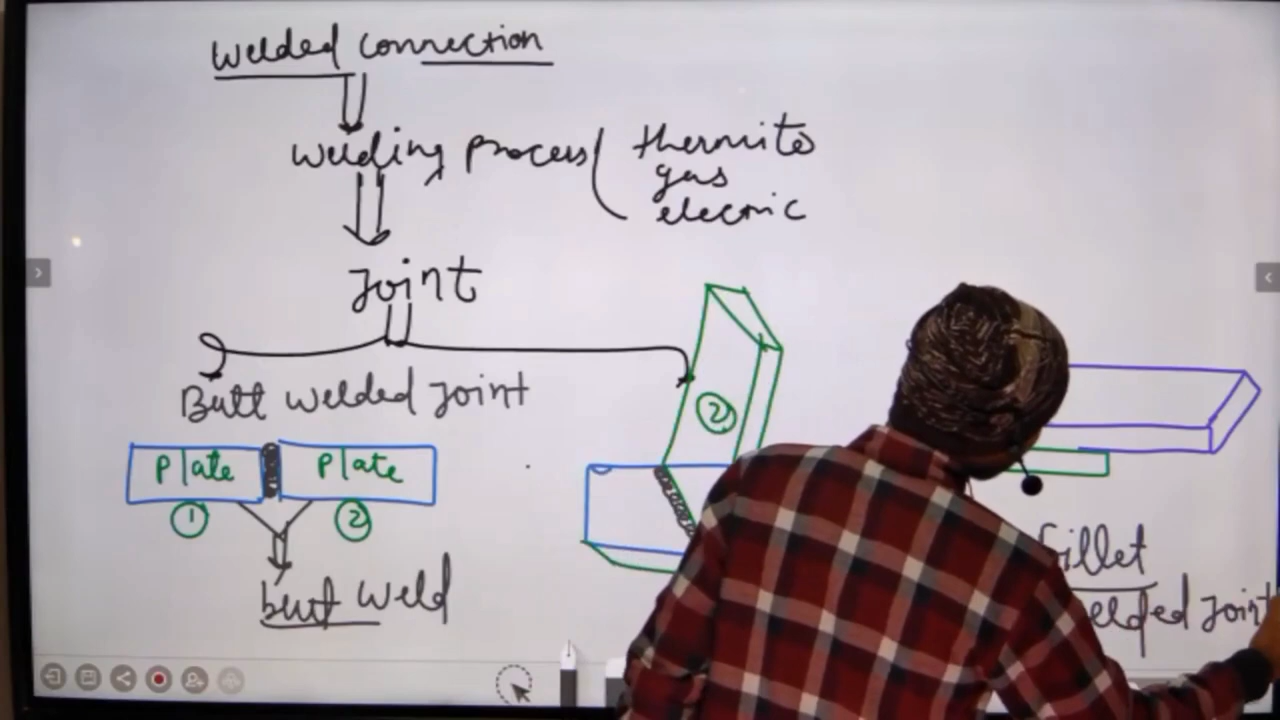 Welded connection
Welding process ( thermite
gas
electric
Joint
Butt welded Joint
Plate Plate
① ②
butt weld
②
fillet
elded Joint